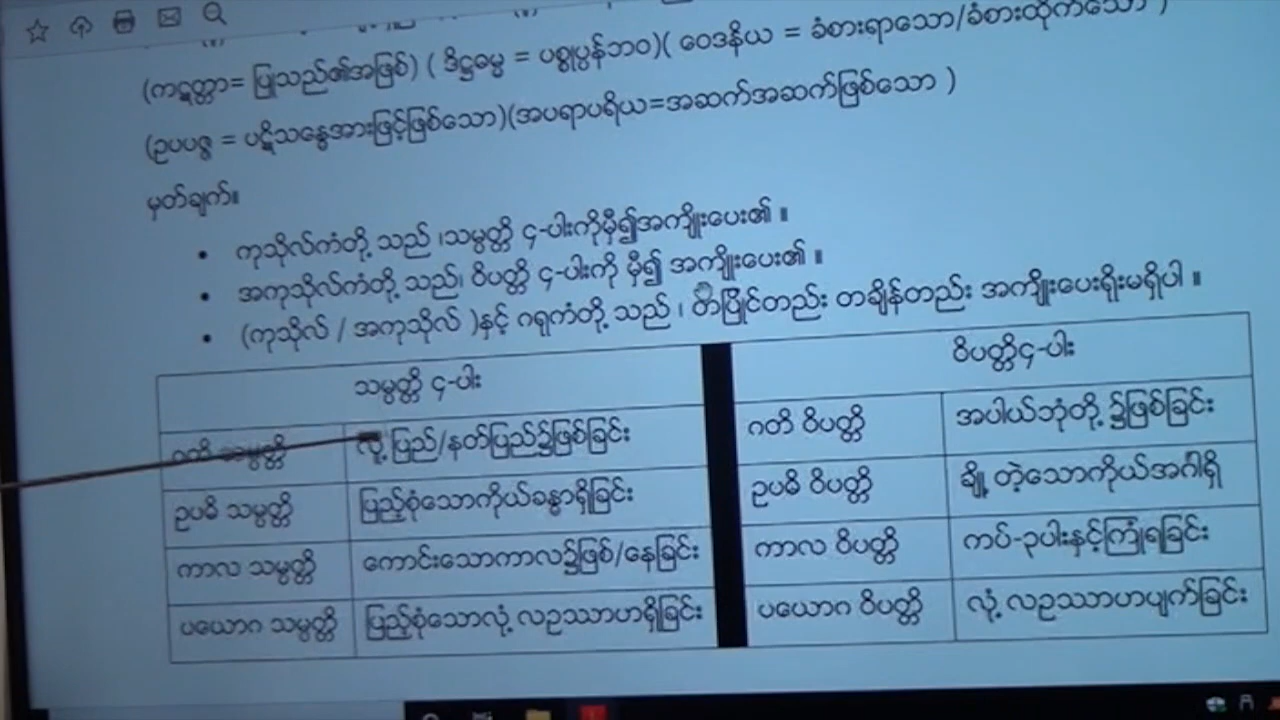 (ကဋတ္တာ= ပြုသည်၏အဖြစ်) ( ဒိဋ္ဌဓမ္မ = ပစ္စုပ္ပန်ဘဝ)( ဝေဒနိယ = ခံစားရာသော/ခံစားထိုက်သော )
(ဥပပဇ္ဇ = ပဋိသန္ဓေအားဖြင့်ဖြစ်သော)(အပရာပရိယ=အဆက်အဆက်ဖြစ်သော )
မှတ်ချက်။
• ကုသိုလ်ကံတို့ သည် ၊သမ္ပတ္တိ ၄-ပါးကိုမှီ၍အကျိုးပေး၏ ။
• အကုသိုလ်ကံတို့ သည်၊ ဝိပတ္တိ ၄-ပါးကို မှီ၍ အကျိုးပေး၏ ။
• (ကုသိုလ် / အကုသိုလ် )နှင့် ဂရုကံတို့ သည် ၊ တပြိုင်တည်း တချိန်တည်း အကျိုးပေးရိုးမရှိပါ ။
သမ္ပတ္တိ ၄-ပါး ဝိပတ္တိ၄-ပါး
ဂတိ သမ္ပတ္တိ လူ့ ပြည်/နတ်ပြည်၌ဖြစ်ခြင်း ဂတိ ဝိပတ္တိ အပါယ်ဘုံတို့ ၌ဖြစ်ခြင်း
ဥပဓိ သမ္ပတ္တိ ပြည့်စုံသောကိုယ်ခန္ဓာရှိခြင်း ဥပဓိ ဝိပတ္တိ ချို့ တဲ့သောကိုယ်အင်္ဂါရှိ
ကာလ သမ္ပတ္တိ ကောင်းသောကာလ၌ဖြစ်/နေခြင်း ကာလ ဝိပတ္တိ ကပ်-၃ပါးနှင့်ကြုံရခြင်း
ပယောဂ သမ္ပတ္တိ ပြည့်စုံသောလုံ့ လဥဿာဟရှိခြင်း ပယောဂ ဝိပတ္တိ လုံ့ လဥဿာဟပျက်ခြင်း